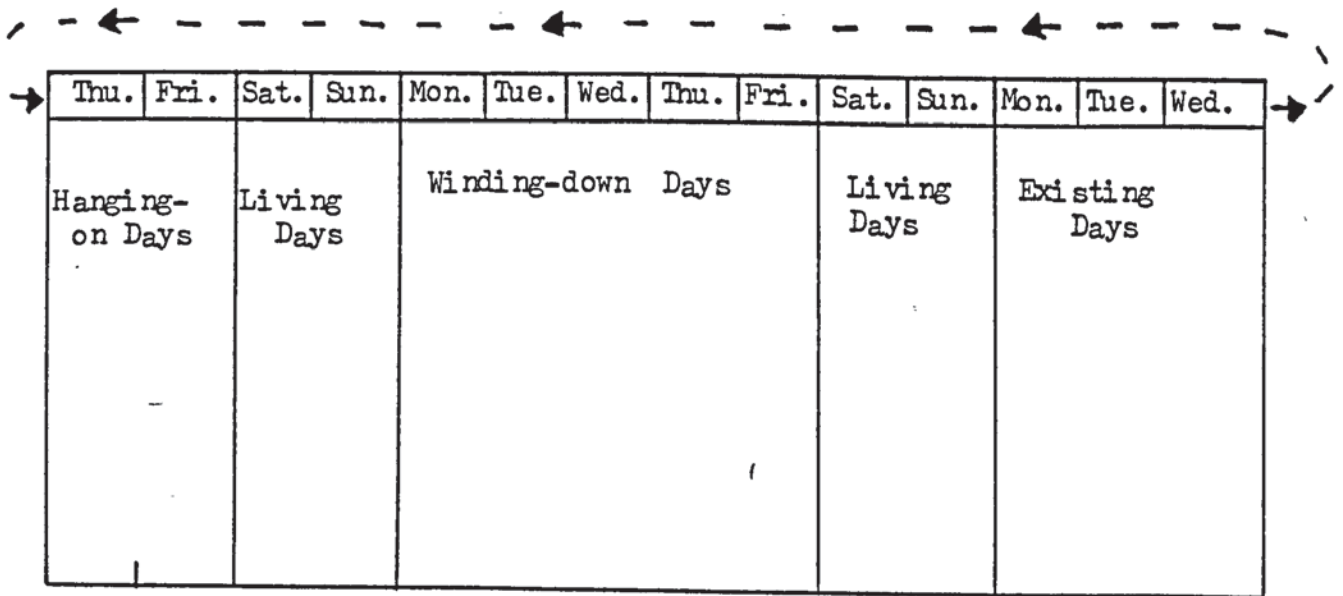 Thu. Fri. Sat. Sun. Mon. Tue. Wed. Thu. Fri. Sat. Sun. Mon. Tue. Wed.
Hanging-
on Days
Living
Days
Winding-down Days
Living
Days
Existing
Days